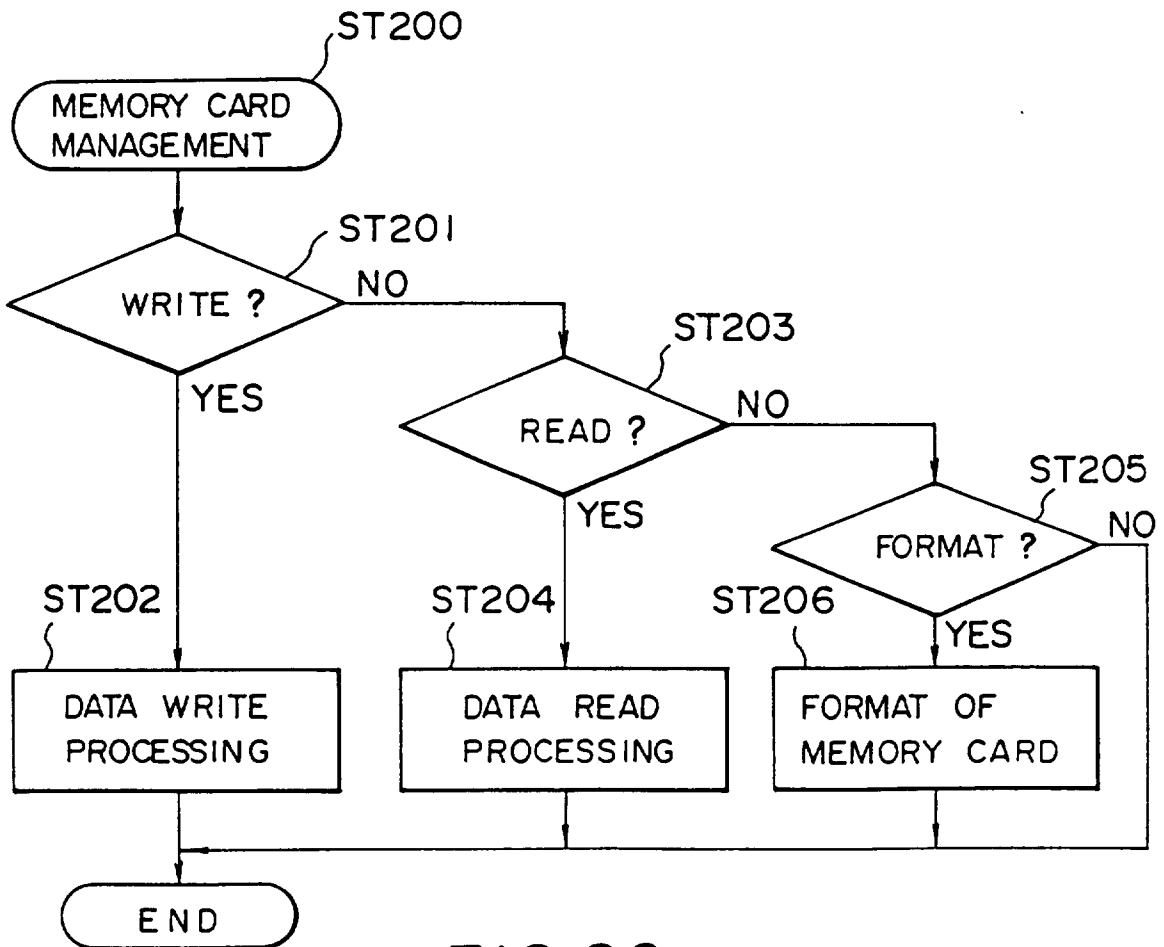 ST200
MEMORY CARD
MANAGEMENT
ST201
WRITE ?
NO
YES
ST203
READ ?
NO
YES
ST205
FORMAT ?
NO
YES
ST202
DATA WRITE
PROCESSING
ST204
DATA READ
PROCESSING
ST206
FORMAT OF
MEMORY CARD
END